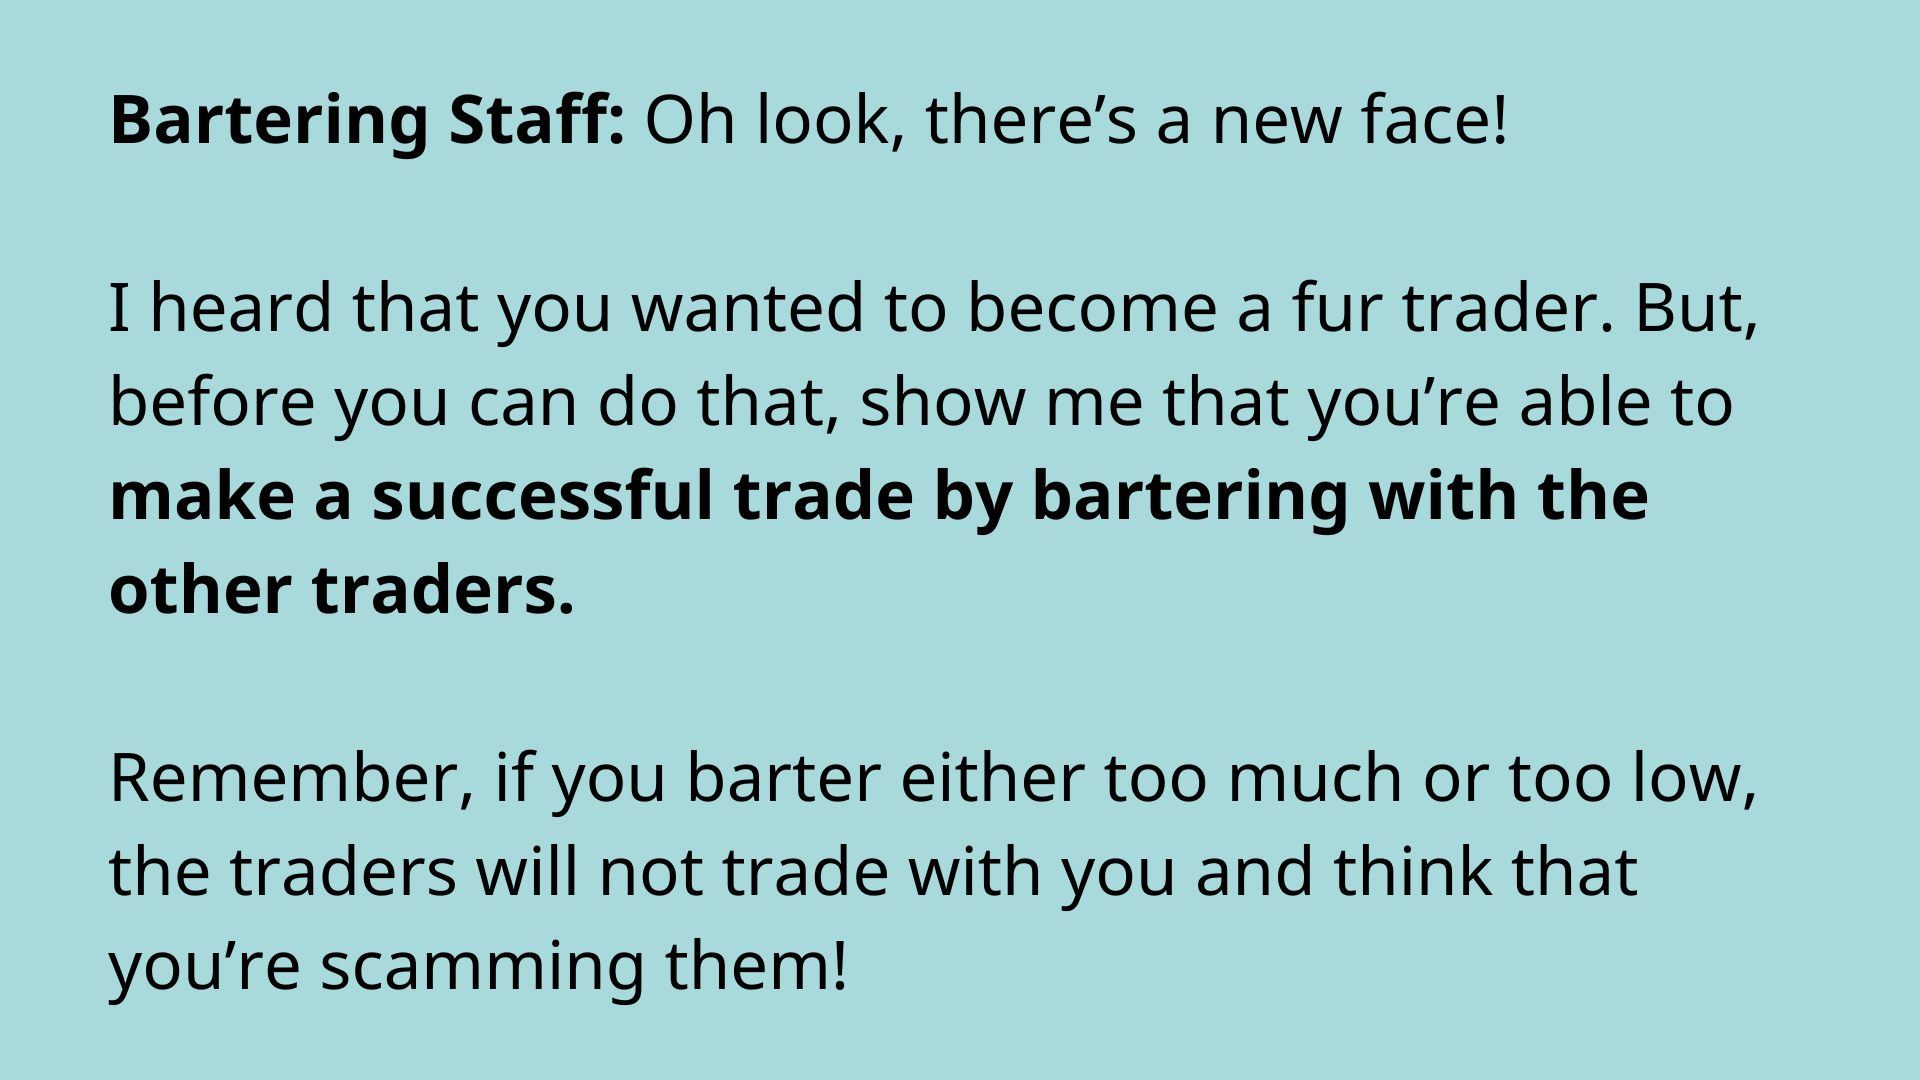 Bartering Staff: Oh look, there’s a new face!
I heard that you wanted to become a fur trader. But,
before you can do that, show me that you’re able to
make a successful trade by bartering with the
other traders.
Remember, if you barter either too much or too low,
the traders will not trade with you and think that
you’re scamming them!